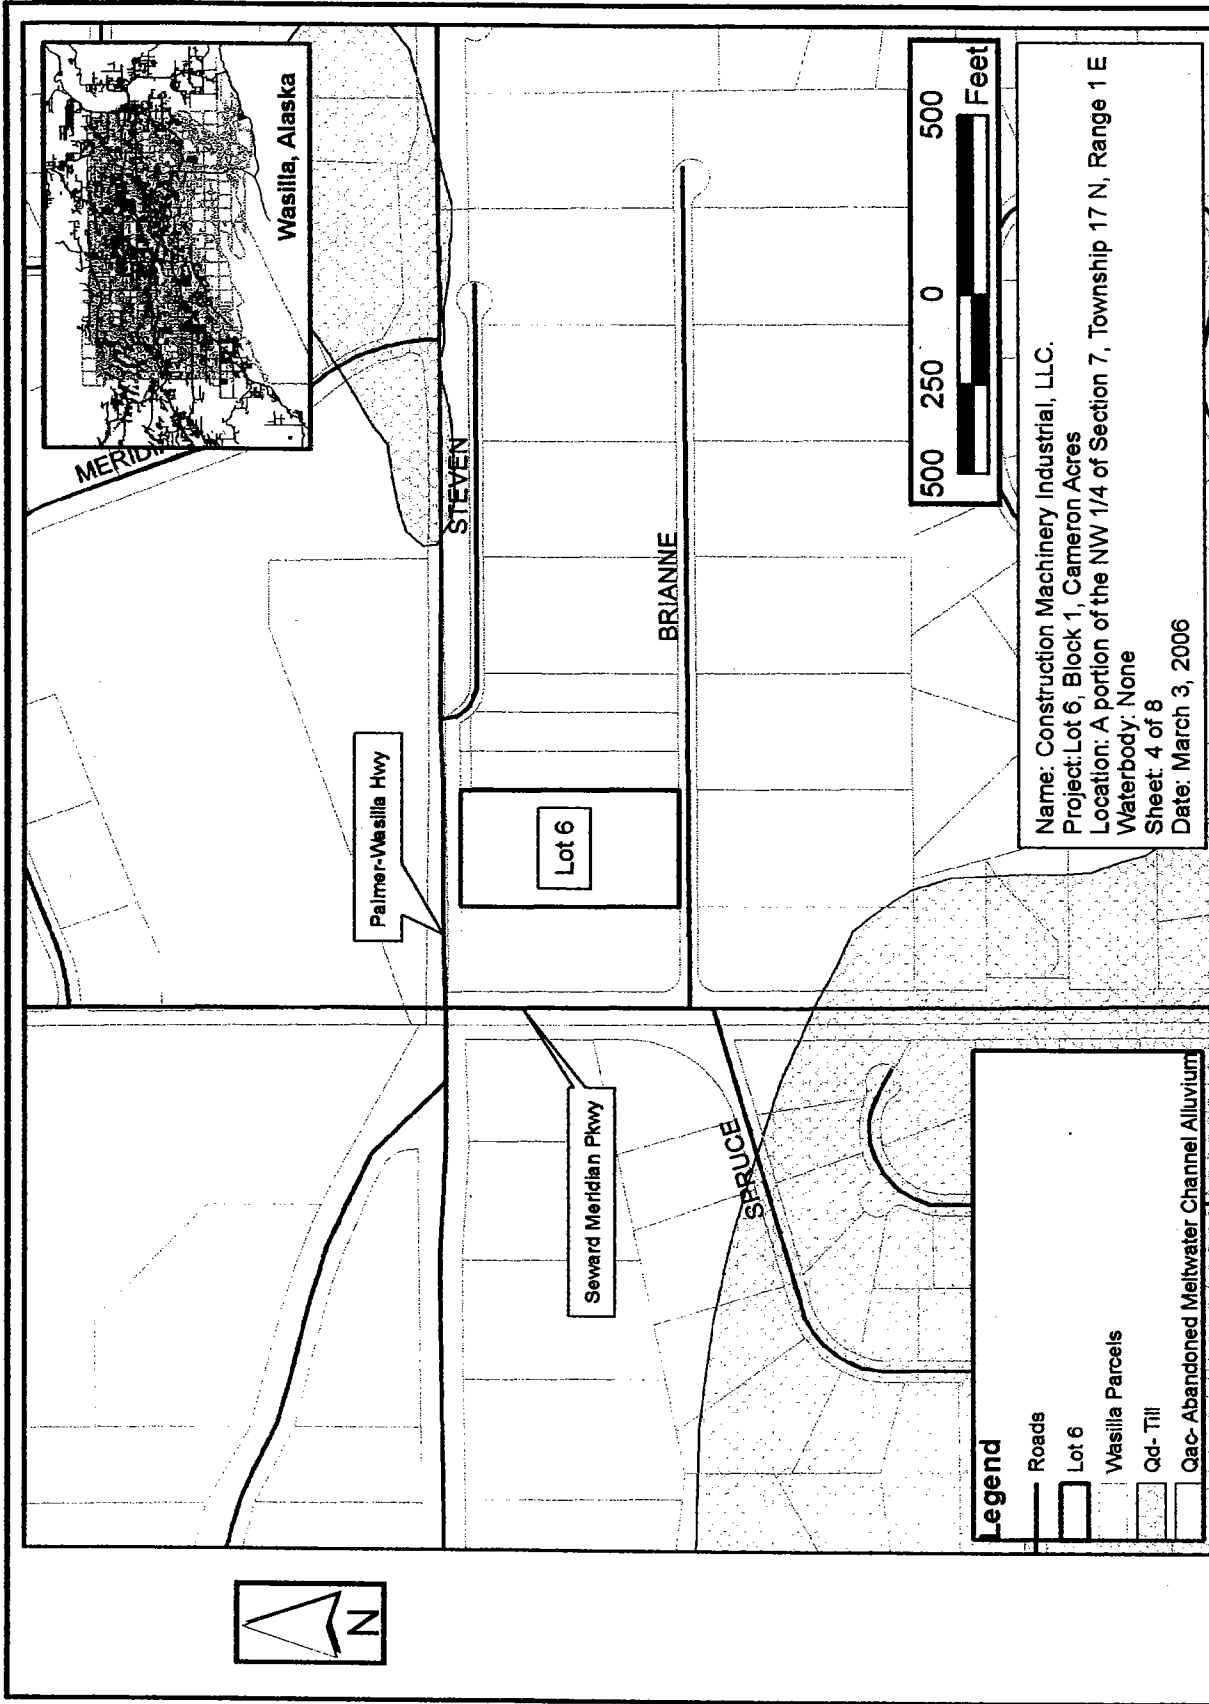 Wasilla, Alaska
MERIDI
Palmer-Wasilla Hwy
STEVEN
Lot 6
BRIANNE
Seward Meridian Pkwy
SPRUCE
N
500 250 0 500
Feet
Legend
Roads
Lot 6
Wasilla Parcels
Qd- Till
Qac- Abandoned Meltwater Channel Alluvium
Name: Construction Machinery Industrial, LLC.
Project: Lot 6, Block 1, Cameron Acres
Location: A portion of the NW 1/4 of Section 7, Township 17 N, Range 1 E
Waterbody: None
Sheet: 4 of 8
Date: March 3, 2006